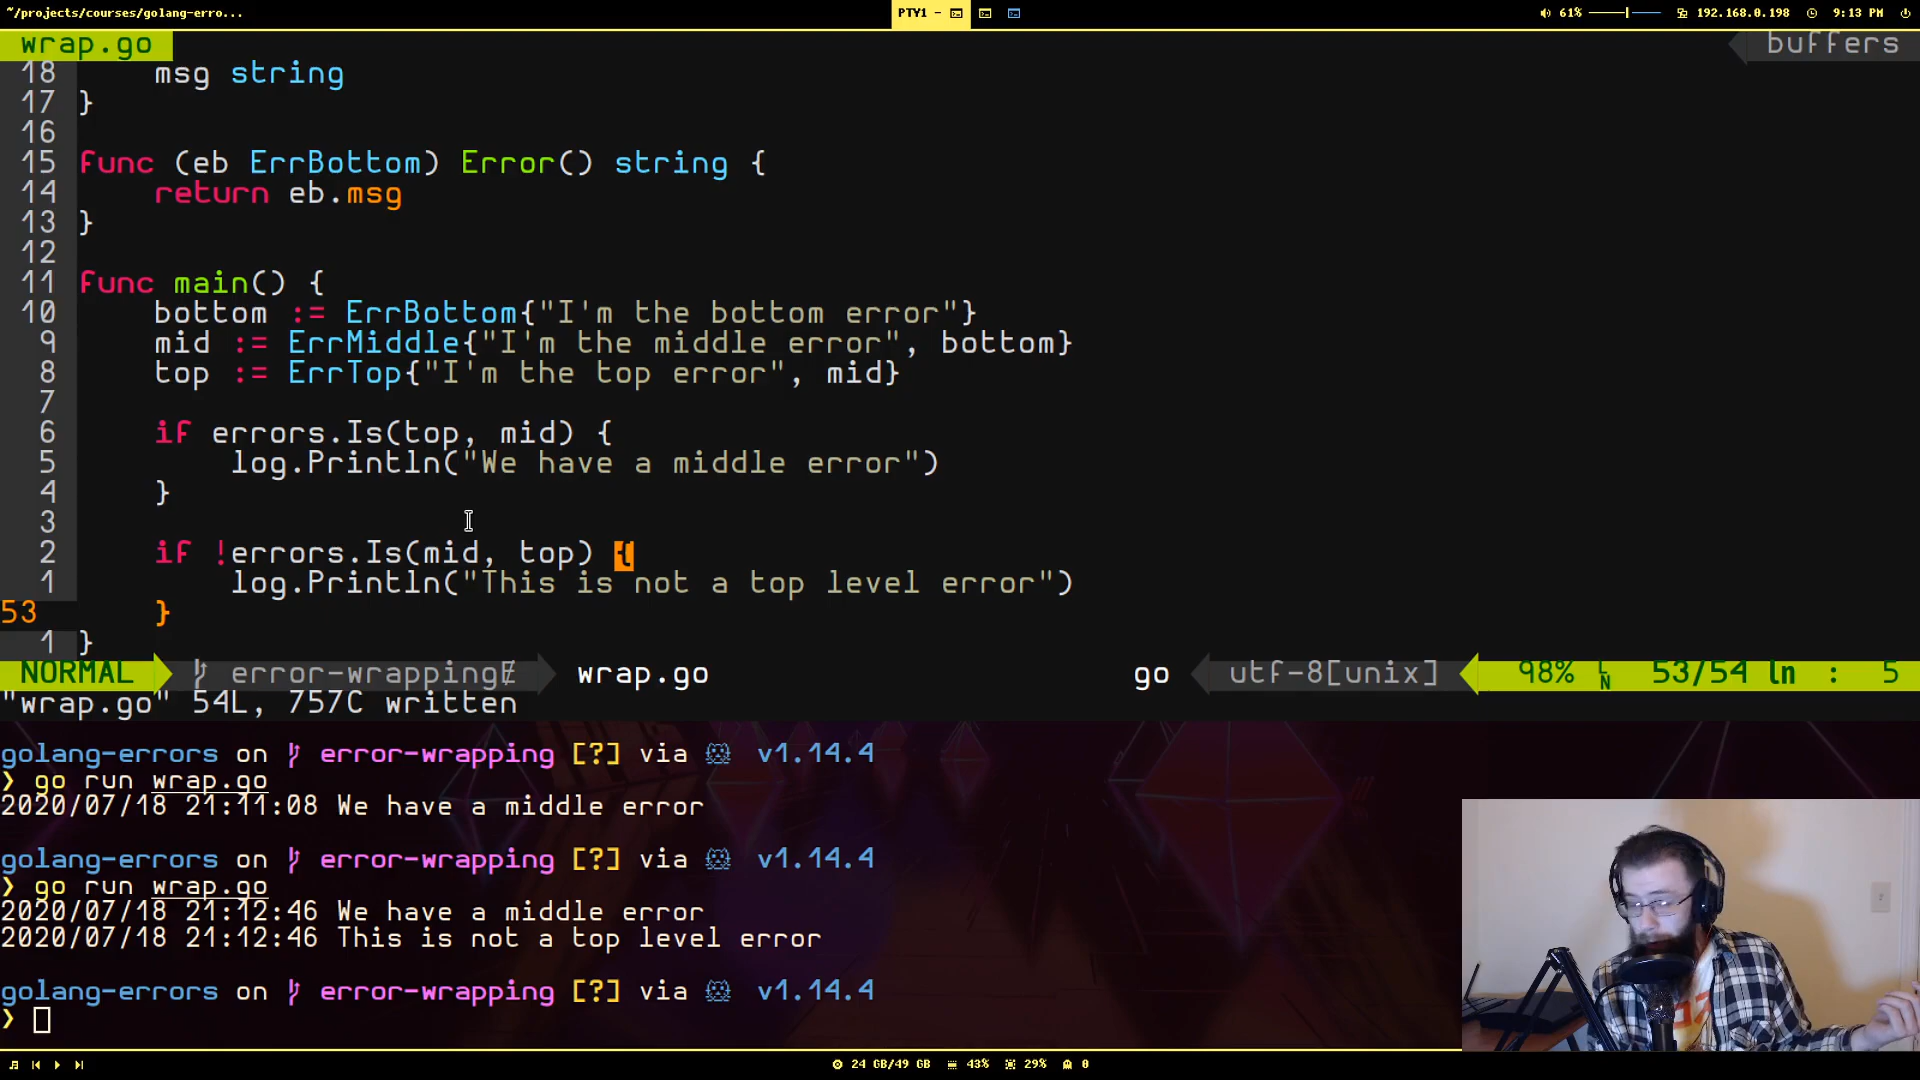 ~/projects/courses/golang-erro...
PTY1 -
61%
192.168.0.198
9:13 PM
wrap.go
buffers
18 msg string
17 }
16
15 func (eb ErrBottom) Error() string {
14 return eb.msg
13 }
12
11 func main() {
10 bottom := ErrBottom{"I'm the bottom error"}
9 mid := ErrMiddle{"I'm the middle error", bottom}
8 top := ErrTop{"I'm the top error", mid}
7
6 if errors.Is(top, mid) {
5 log.Println("We have a middle error")
4 }
3
2 if !errors.Is(mid, top) {
1 log.Println("This is not a top level error")
53 }
1 }
NORMAL error-wrapping wrap.go go utf-8[unix] 98% LN 53/54 ln : 5
"wrap.go" 54L, 757C written
golang-errors on error-wrapping [?] via v1.14.4
❯ go run wrap.go
2020/07/18 21:11:08 We have a middle error
golang-errors on error-wrapping [?] via v1.14.4
❯ go run wrap.go
2020/07/18 21:12:46 We have a middle error
2020/07/18 21:12:46 This is not a top level error
golang-errors on error-wrapping [?] via v1.14.4
❯
24 GB/49 GB 43% 29% 0